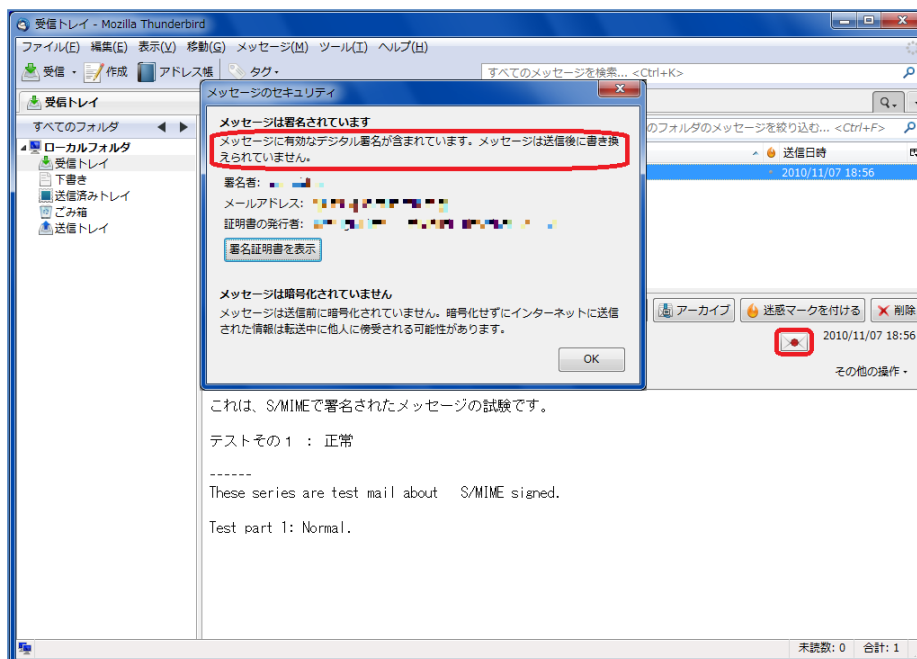 受信トレイ - Mozilla Thunderbird
ファイル(F) 編集(E) 表示(V) 移動(G) メッセージ(M) ツール(T) ヘルプ(H)
受信 作成 アドレス帳 タグ すべてのメッセージを検索... <Ctrl+K>
受信トレイ
すべてのフォルダ
ローカルフォルダ
受信トレイ
下書き
送信済みトレイ
ごみ箱
送信トレイ
のフォルダのメッセージを絞り込む... <Ctrl+F>
送信日時
2010/11/07 18:56
メッセージのセキュリティ
メッセージは署名されています
メッセージに有効なデジタル署名が含まれています。メッセージは送信後に書き換
えられていません。
署名者:
メールアドレス:
証明書の発行者:
署名証明書を表示
メッセージは暗号化されていません
メッセージは送信前に暗号化されていません。暗号化せずにインターネットに送信
された情報は転送中に他人に傍受される可能性があります。
OK
アーカイブ 迷惑マークを付ける 削除
2010/11/07 18:56
その他の操作
これは、S/MIMEで署名されたメッセージの試験です。
テストその1 : 正常
------
These series are test mail about S/MIME signed.
Test part 1: Normal.
未読数: 0 合計: 1